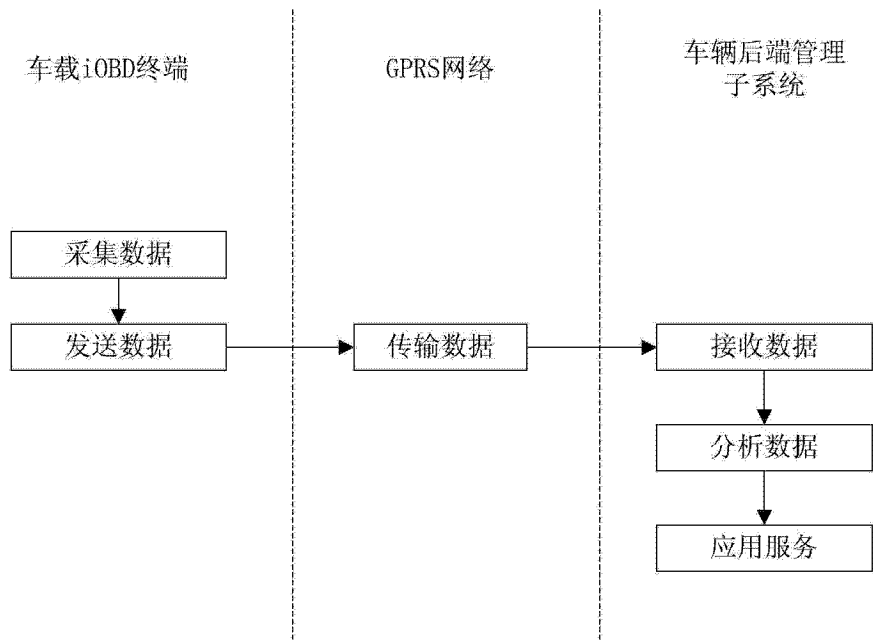 车载iOBD终端
GPRS网络
车辆后端管理
子系统
采集数据
发送数据
传输数据
接收数据
分析数据
应用服务